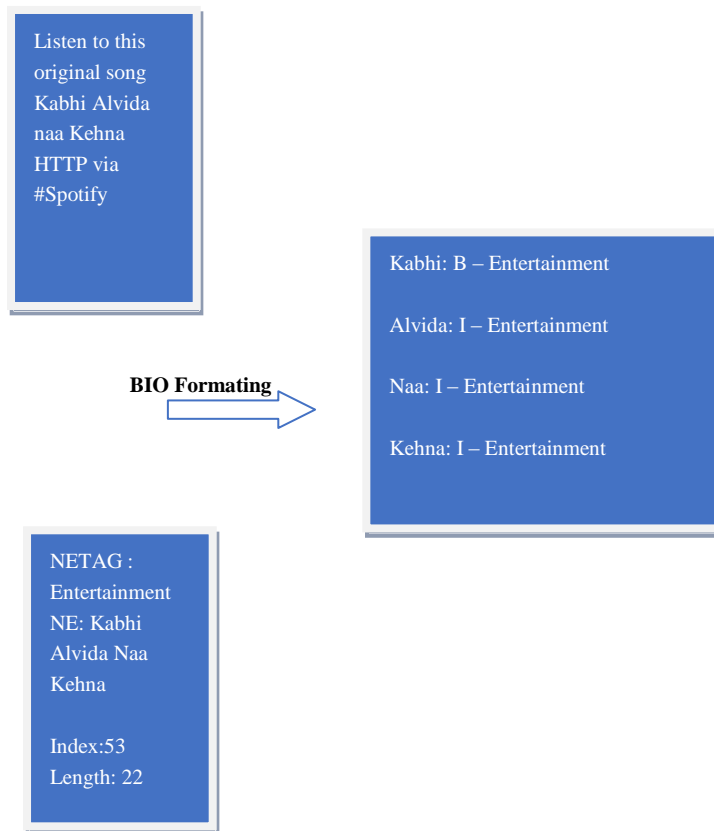 Listen to this
original song
Kabhi Alvida
naa Kehna
HTTP via
#Spotify
Kabhi: B – Entertainment
Alvida: I – Entertainment
Naa: I – Entertainment
Kehna: I – Entertainment
BIO Formating
NETAG :
Entertainment
NE: Kabhi
Alvida Naa
Kehna
Index:53
Length: 22